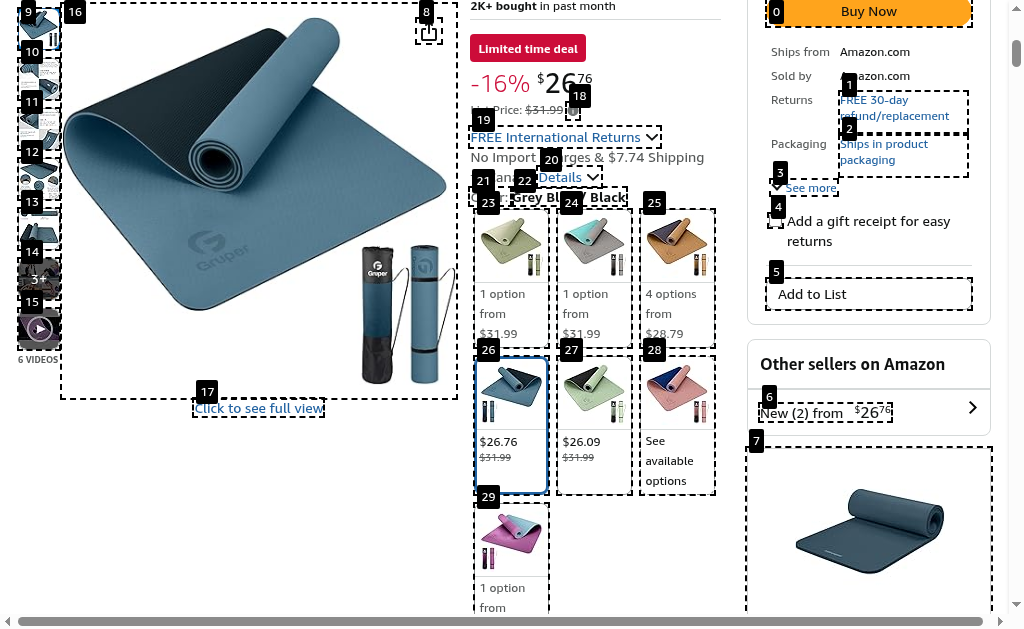 2K+ bought in past month
Limited time deal
-16% $26.76
List Price: $31.99
FREE International Returns
No Import Charges & $7.74 Shipping
Details
Grey Black
1 option from $31.99
1 option from $31.99
4 options from $28.79
$26.76
$31.99
$26.09
$31.99
See available options
1 option from
Gruper
Gruper
3+
6 VIDEOS
Click to see full view
Buy Now
Ships from Amazon.com
Sold by Amazon.com
Returns FREE 30-day refund/replacement
Packaging Ships in product packaging
See more
Add a gift receipt for easy returns
Add to List
Other sellers on Amazon
New (2) from $26.76
0
1
2
3
4
5
6
7
8
9
10
11
12
13
14
15
16
17
18
19
20
21
22
23
24
25
26
27
28
29